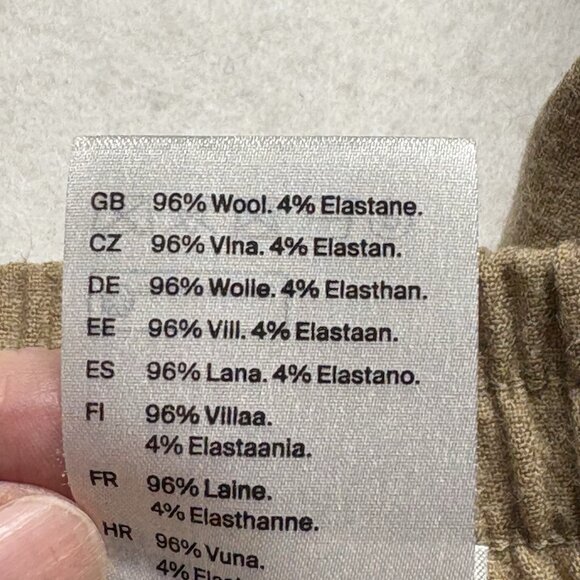 GB 96% Wool. 4% Elastane.
CZ 96% Vlna. 4% Elastan.
DE 96% Wolle. 4% Elasthan.
EE 96% Vill. 4% Elastaan.
ES 96% Lana. 4% Elastano.
FI 96% Villaa.
4% Elastaania.
FR 96% Laine.
4% Elasthanne.
HR 96% Vuna.
4%